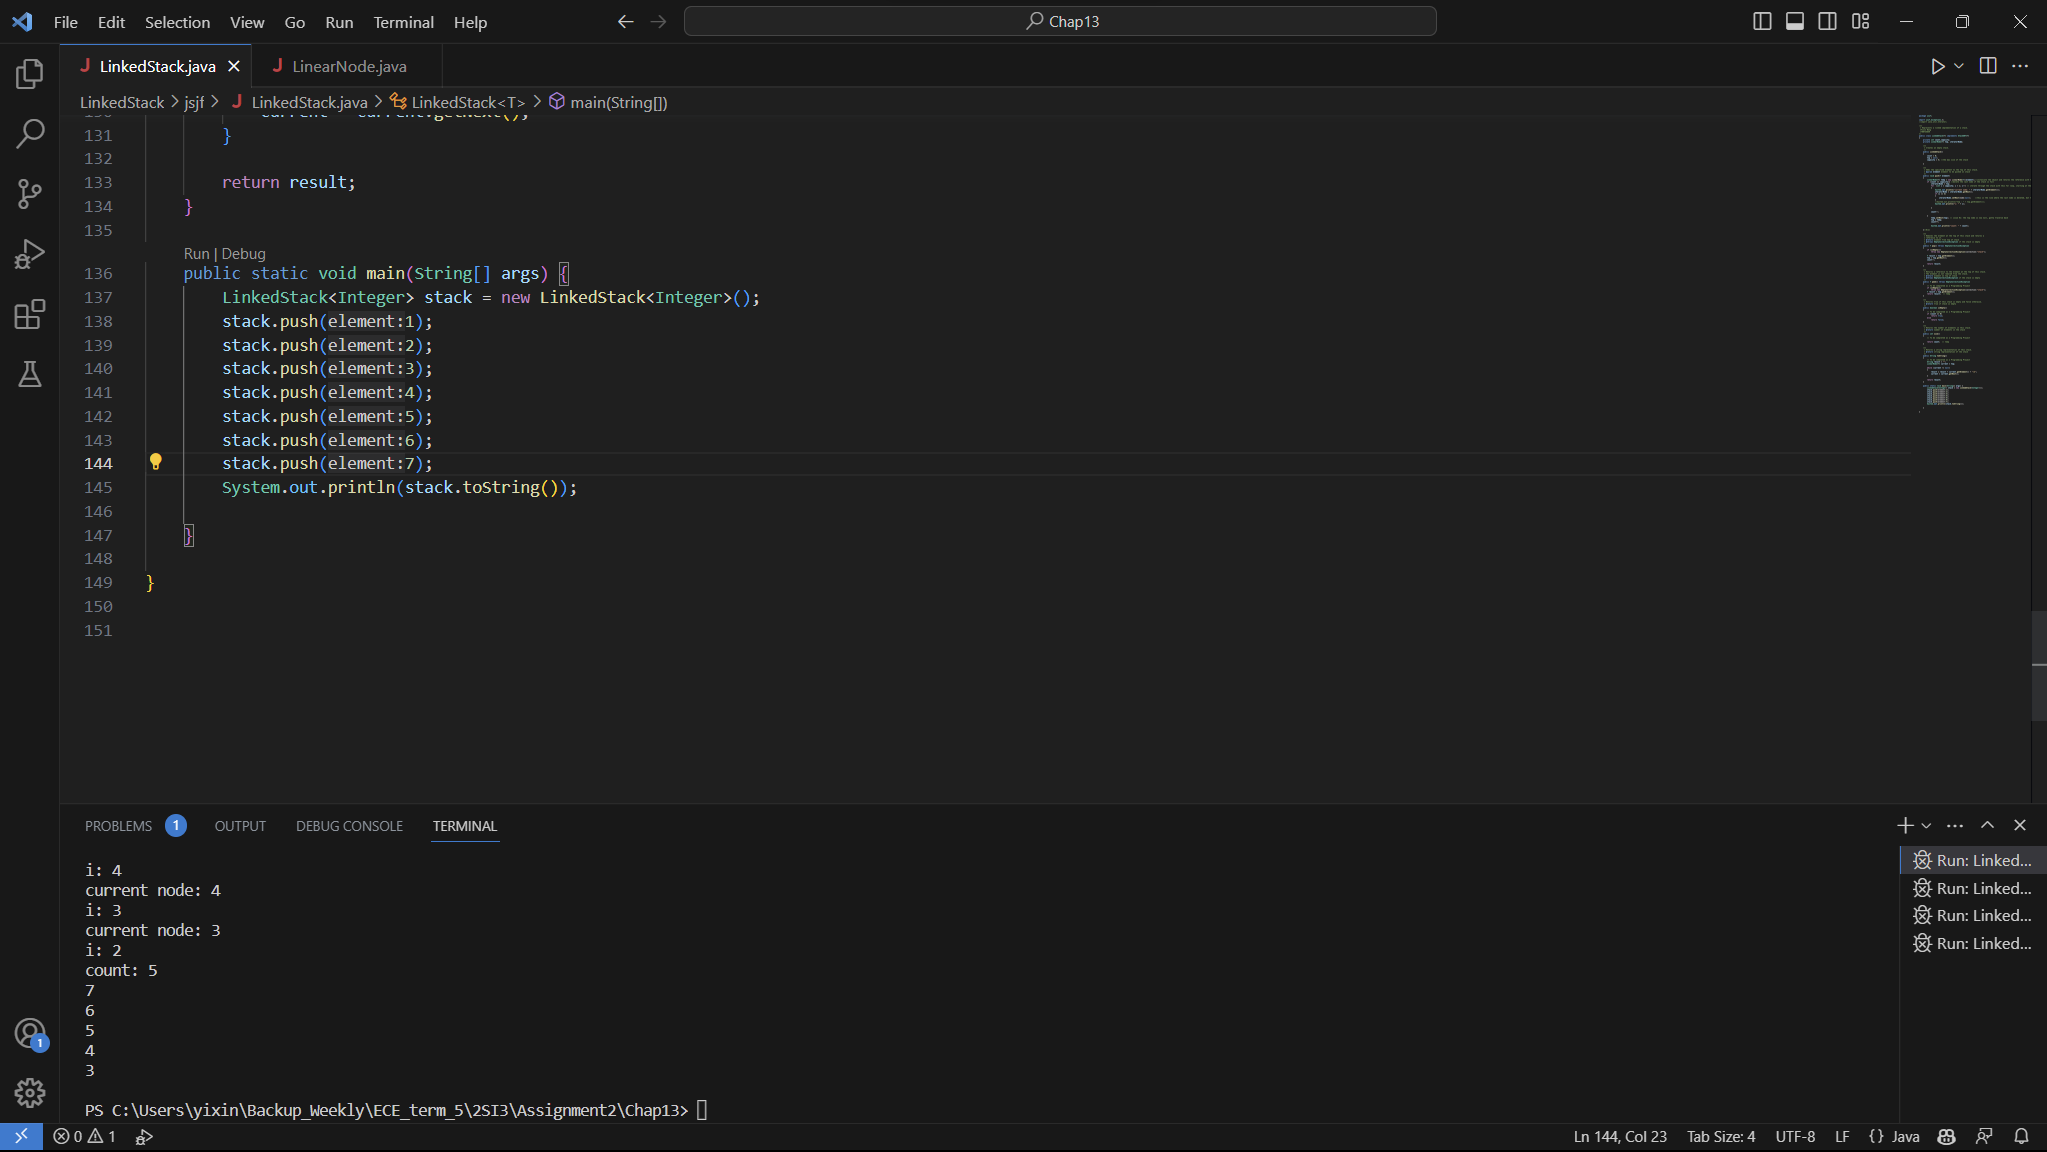 File Edit Selection View Go Run Terminal Help
Chap13
LinkedStack.java
LinearNode.java
LinkedStack > jsjf > LinkedStack.java > LinkedStack<T> > main(String[])
130 current = current.getNext();
131 }
132
133 return result;
134 }
135
Run | Debug
136 public static void main(String[] args) {
137 LinkedStack<Integer> stack = new LinkedStack<Integer>();
138 stack.push(element:1);
139 stack.push(element:2);
140 stack.push(element:3);
141 stack.push(element:4);
142 stack.push(element:5);
143 stack.push(element:6);
144 stack.push(element:7);
145 System.out.println(stack.toString());
146
147 }
148
149 }
150
151
PROBLEMS 1 OUTPUT DEBUG CONSOLE TERMINAL
i: 4
current node: 4
i: 3
current node: 3
i: 2
count: 5
7
6
5
4
3
PS C:\Users\yixin\Backup_Weekly\ECE_term_5\2SI3\Assignment2\Chap13>
Run: Linked...
Run: Linked...
Run: Linked...
Run: Linked...
1
0 1
Ln 144, Col 23 Tab Size: 4 UTF-8 LF {} Java